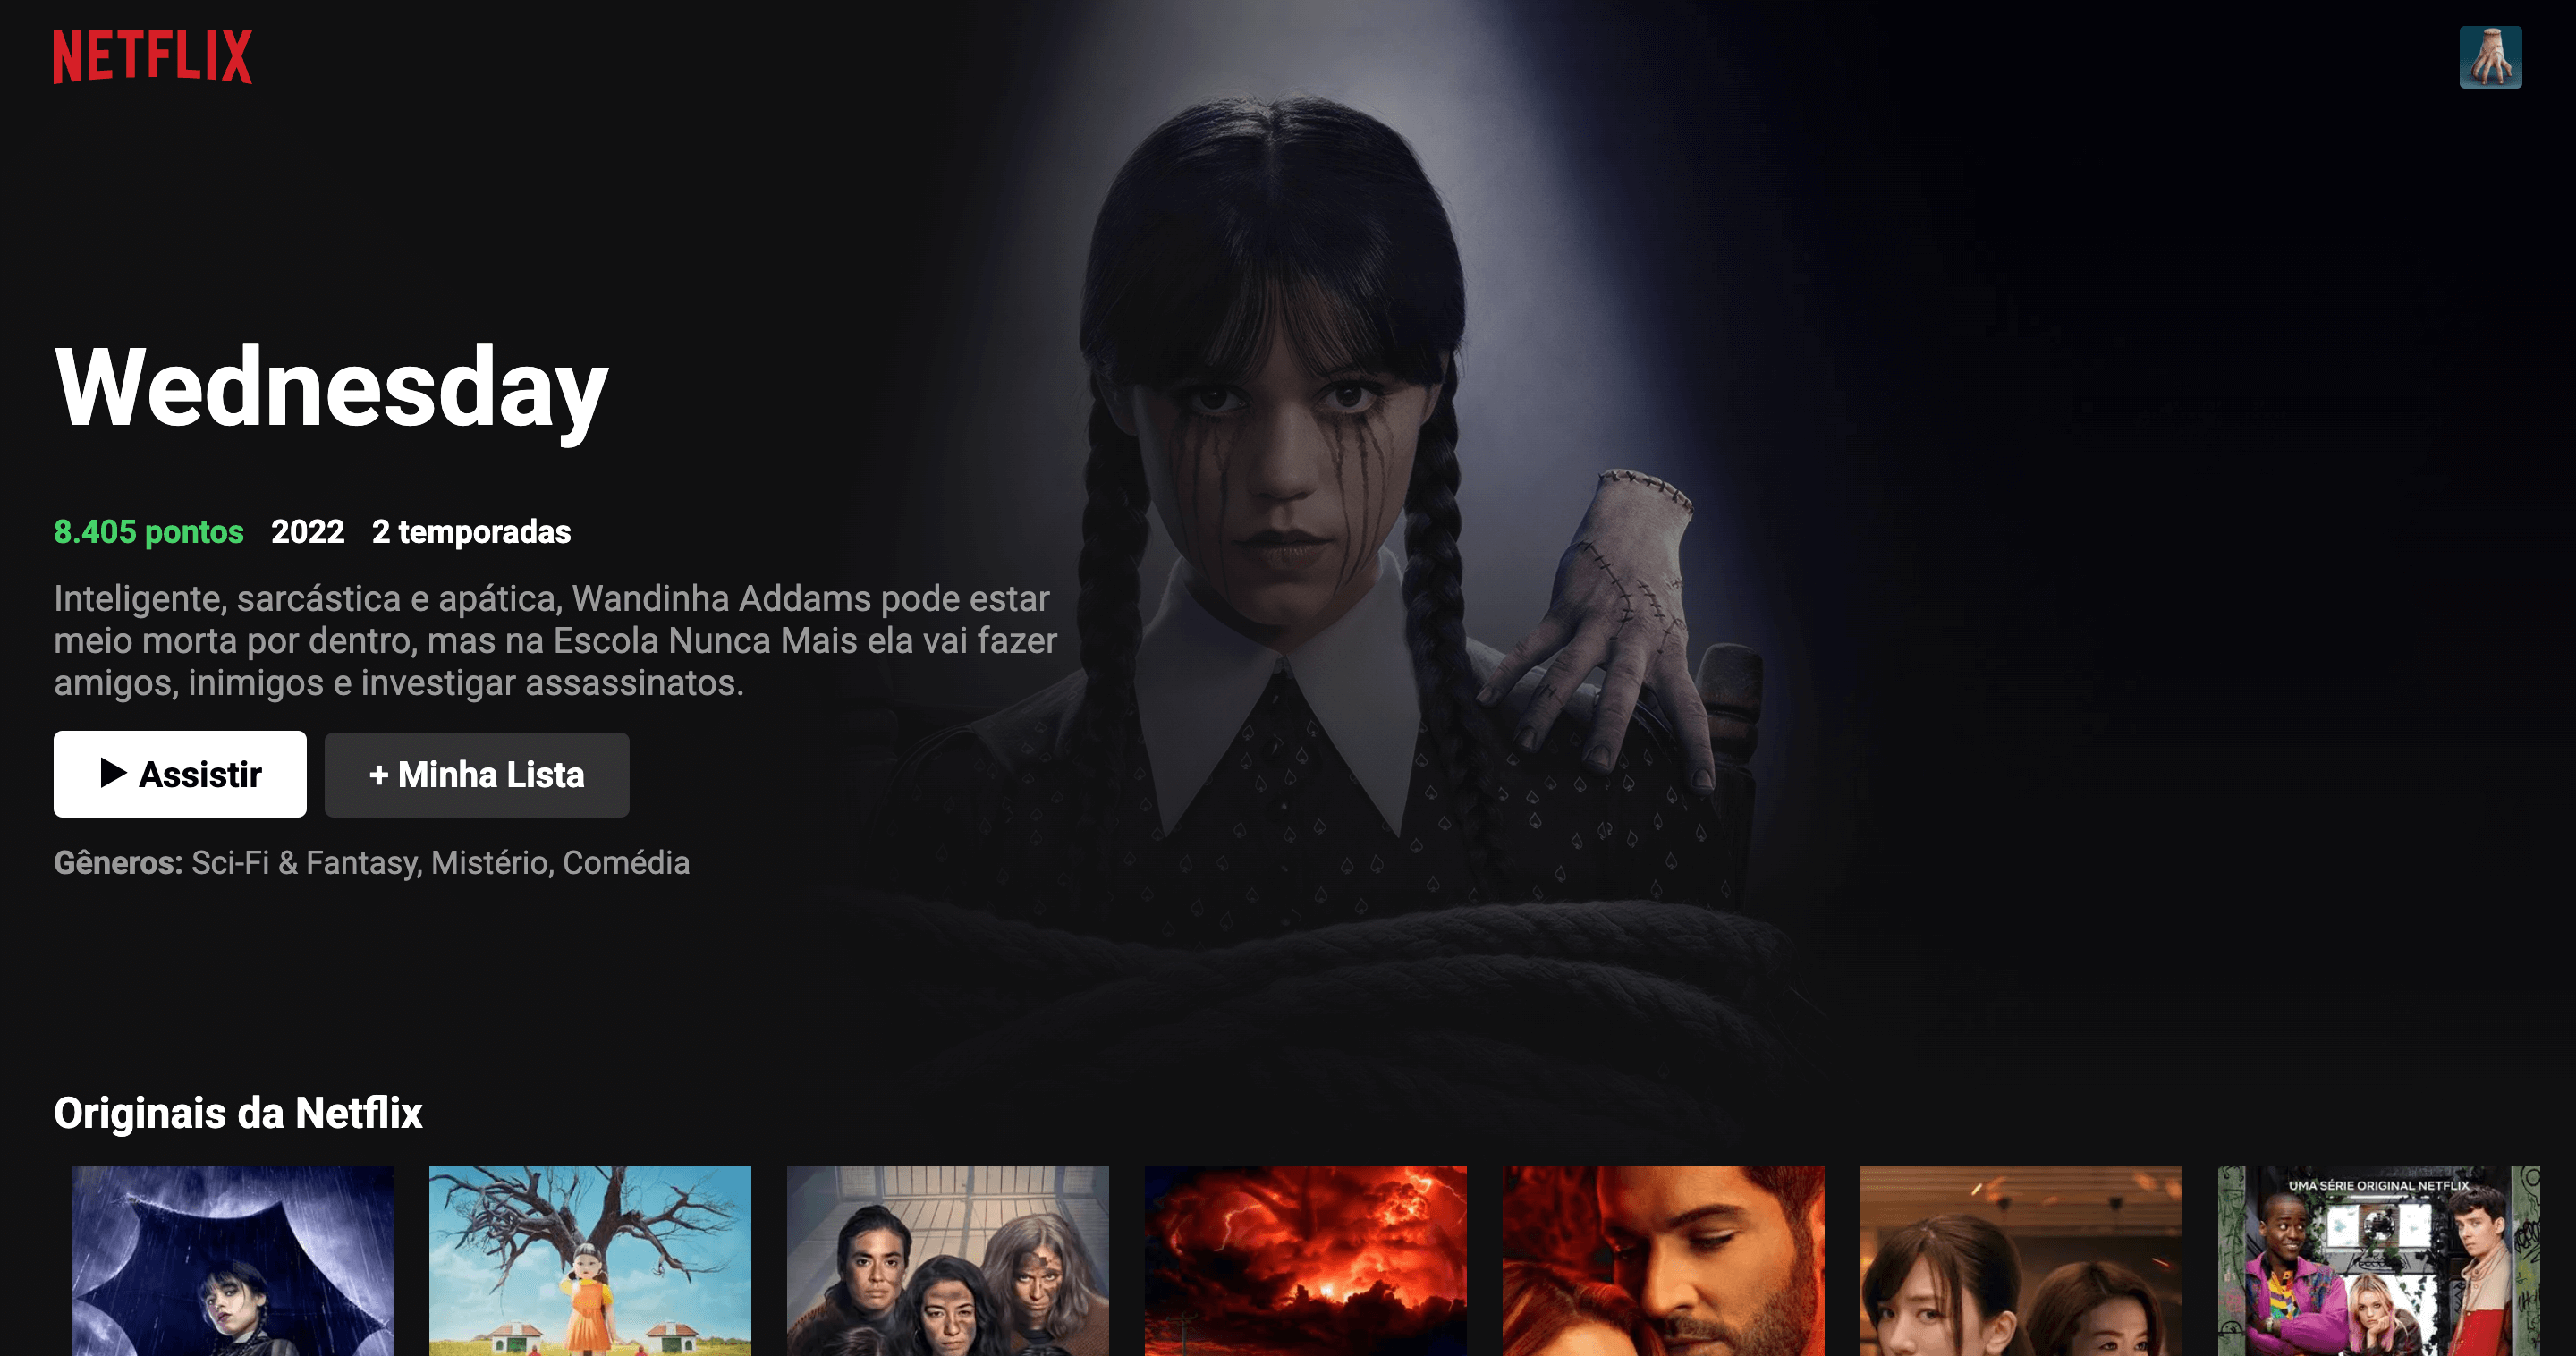 NETFLIX
Wednesday
8.405 pontos 2022 2 temporadas
Inteligente, sarcástica e apática, Wandinha Addams pode estar
meio morta por dentro, mas na Escola Nunca Mais ela vai fazer
amigos, inimigos e investigar assassinatos.
Assistir + Minha Lista
Gêneros: Sci-Fi & Fantasy, Mistério, Comédia
Originais da Netflix
UMA SÉRIE ORIGINAL NETFLIX